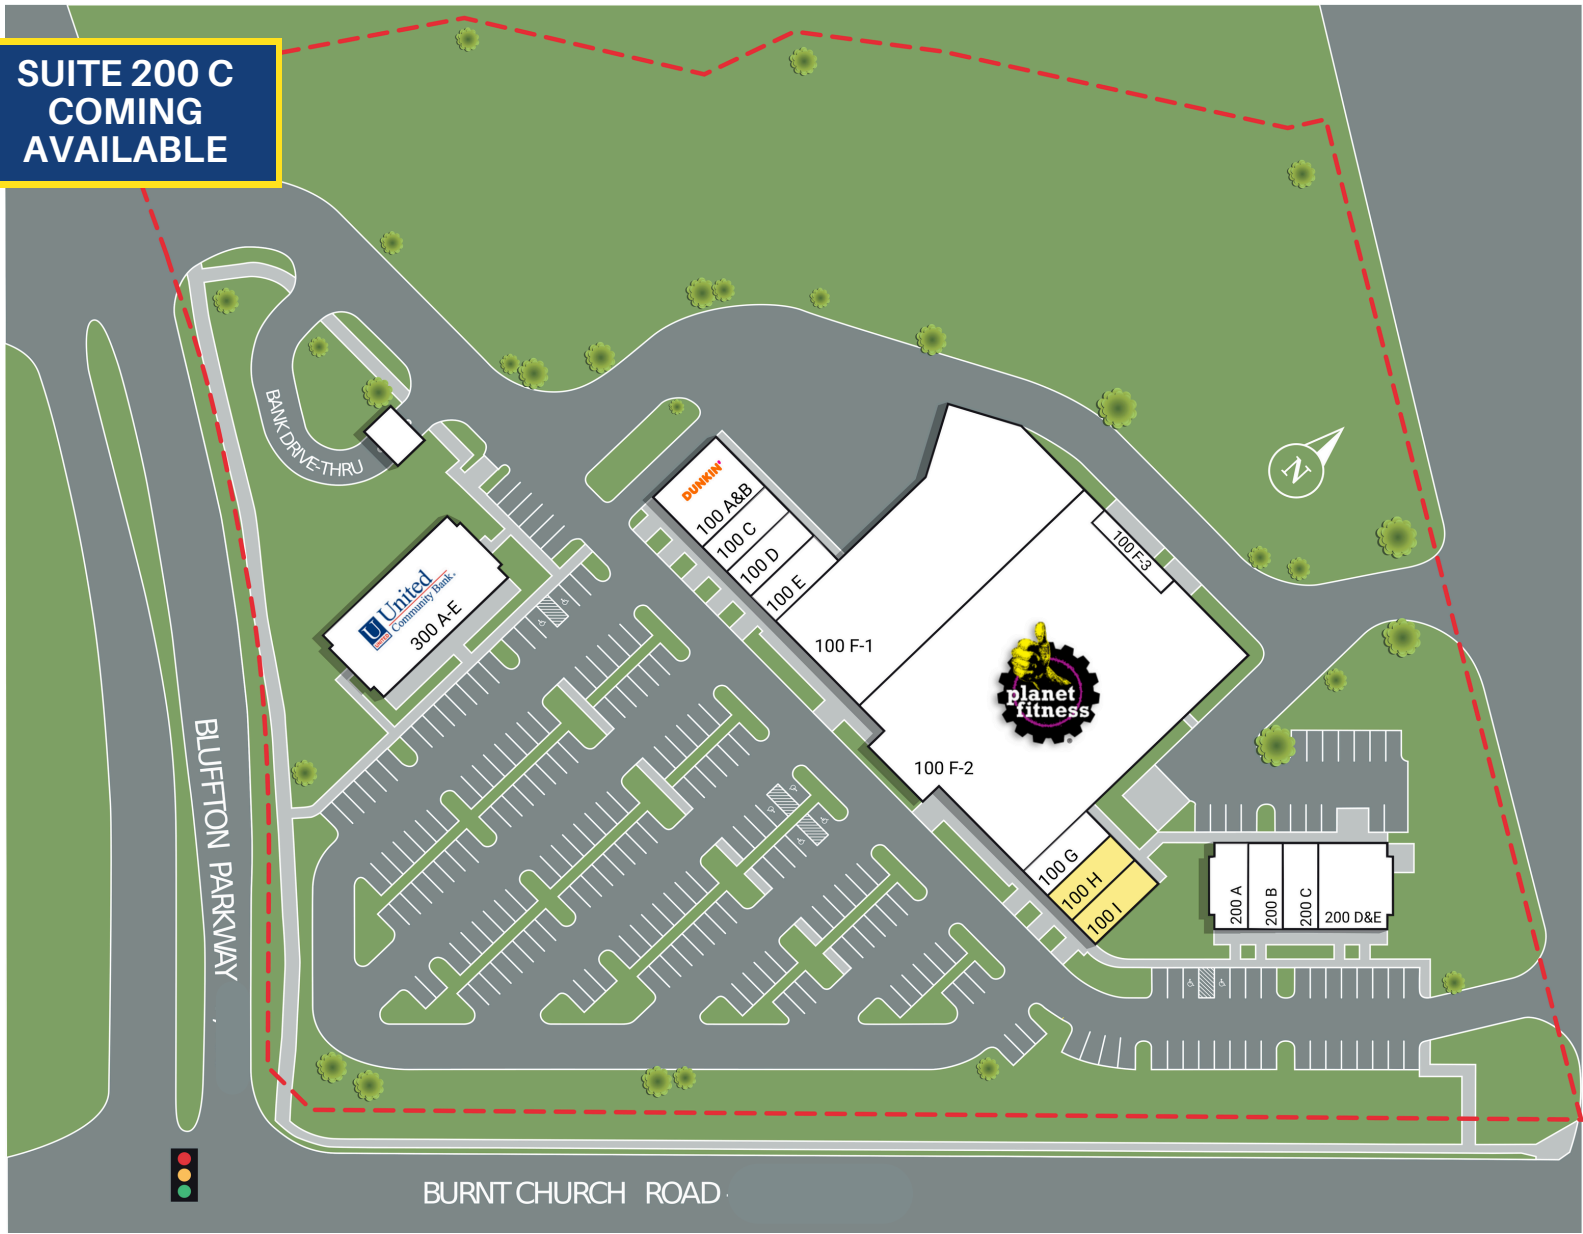 SUITE 200 C
COMING
AVAILABLE
BANK DRIVE-THRU
N
DUNKIN'
100 A&B
100 C
100 D
100 E
100 F-3
United
Community Bank.
300 A-E
100 F-1
planet
fitness
100 F-2
BLUFFTON PARKWAY
100 G
100 H
100 I
200 A
200 B
200 C
200 D&E
BURNT CHURCH ROAD